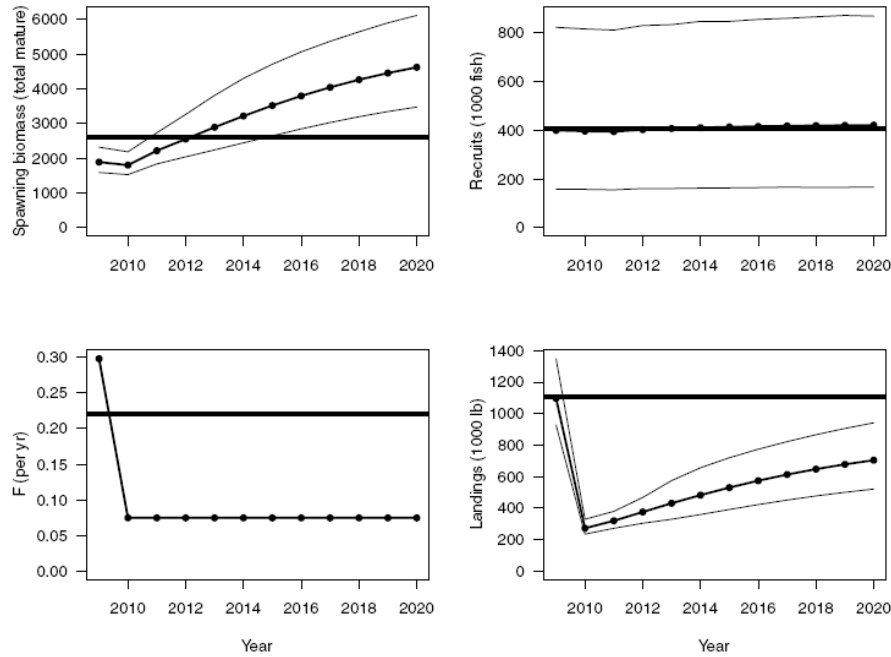 Spawning biomass (total mature)
6000
5000
4000
3000
2000
1000
0
2010 2012 2014 2016 2018 2020
Recruits (1000 fish)
800
600
400
200
0
2010 2012 2014 2016 2018 2020
F (per yr)
0.30
0.25
0.20
0.15
0.10
0.05
0.00
2010 2012 2014 2016 2018 2020
Year
Landings (1000 lb)
1400
1200
1000
800
600
400
200
0
2010 2012 2014 2016 2018 2020
Year